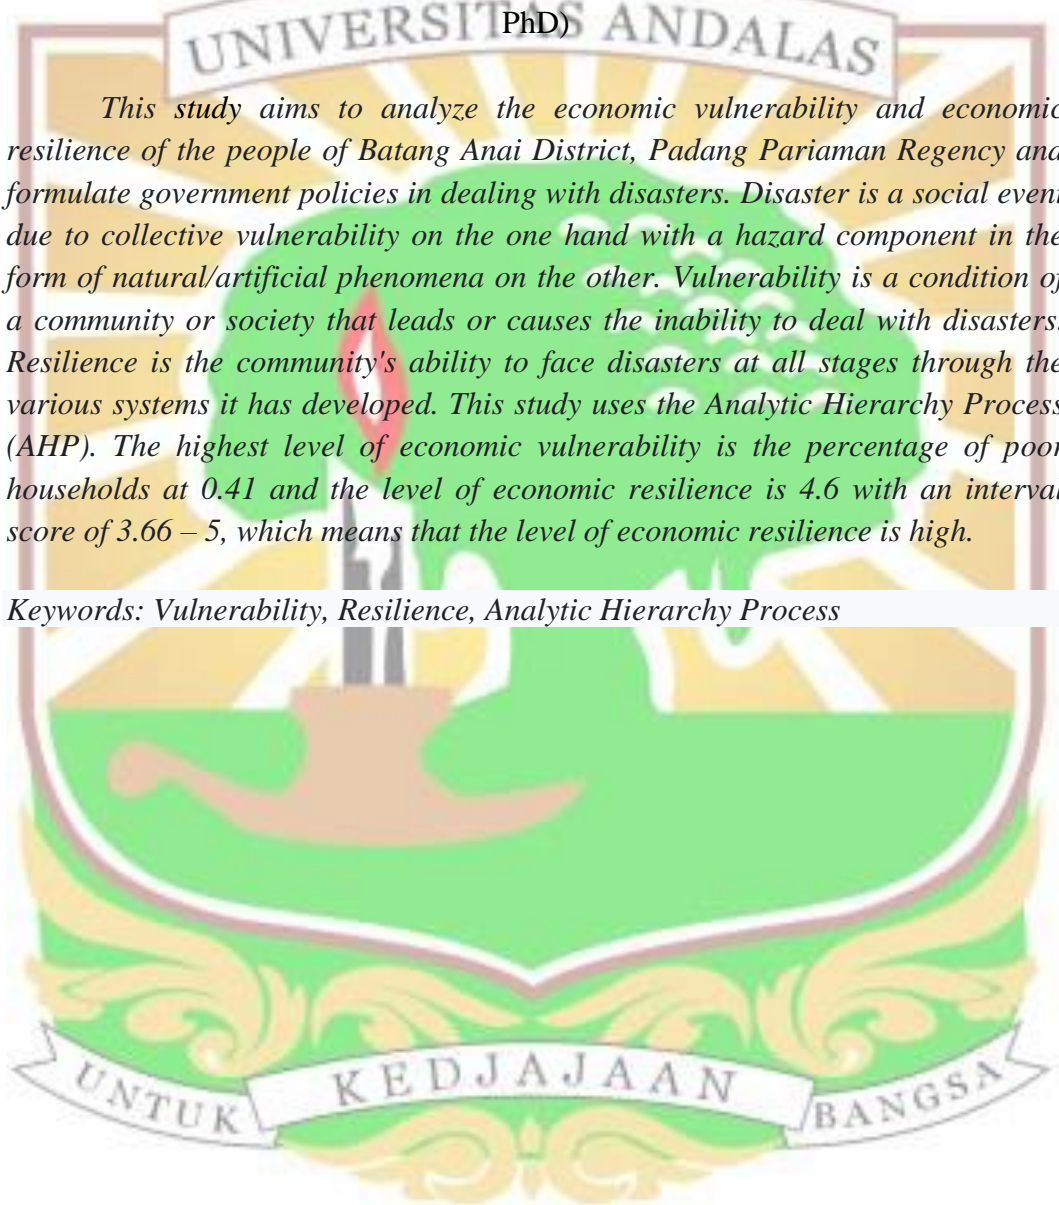 PhD)
UNIVERSITAS ANDALAS
This study aims to analyze the economic vulnerability and economic
resilience of the people of Batang Anai District, Padang Pariaman Regency and
formulate government policies in dealing with disasters. Disaster is a social event
due to collective vulnerability on the one hand with a hazard component in the
form of natural/artificial phenomena on the other. Vulnerability is a condition of
a community or society that leads or causes the inability to deal with disasters.
Resilience is the community's ability to face disasters at all stages through the
various systems it has developed. This study uses the Analytic Hierarchy Process
(AHP). The highest level of economic vulnerability is the percentage of poor
households at 0.41 and the level of economic resilience is 4.6 with an interval
score of 3.66 – 5, which means that the level of economic resilience is high.
Keywords: Vulnerability, Resilience, Analytic Hierarchy Process
UNTUK KEDJAJAAN BANGSA